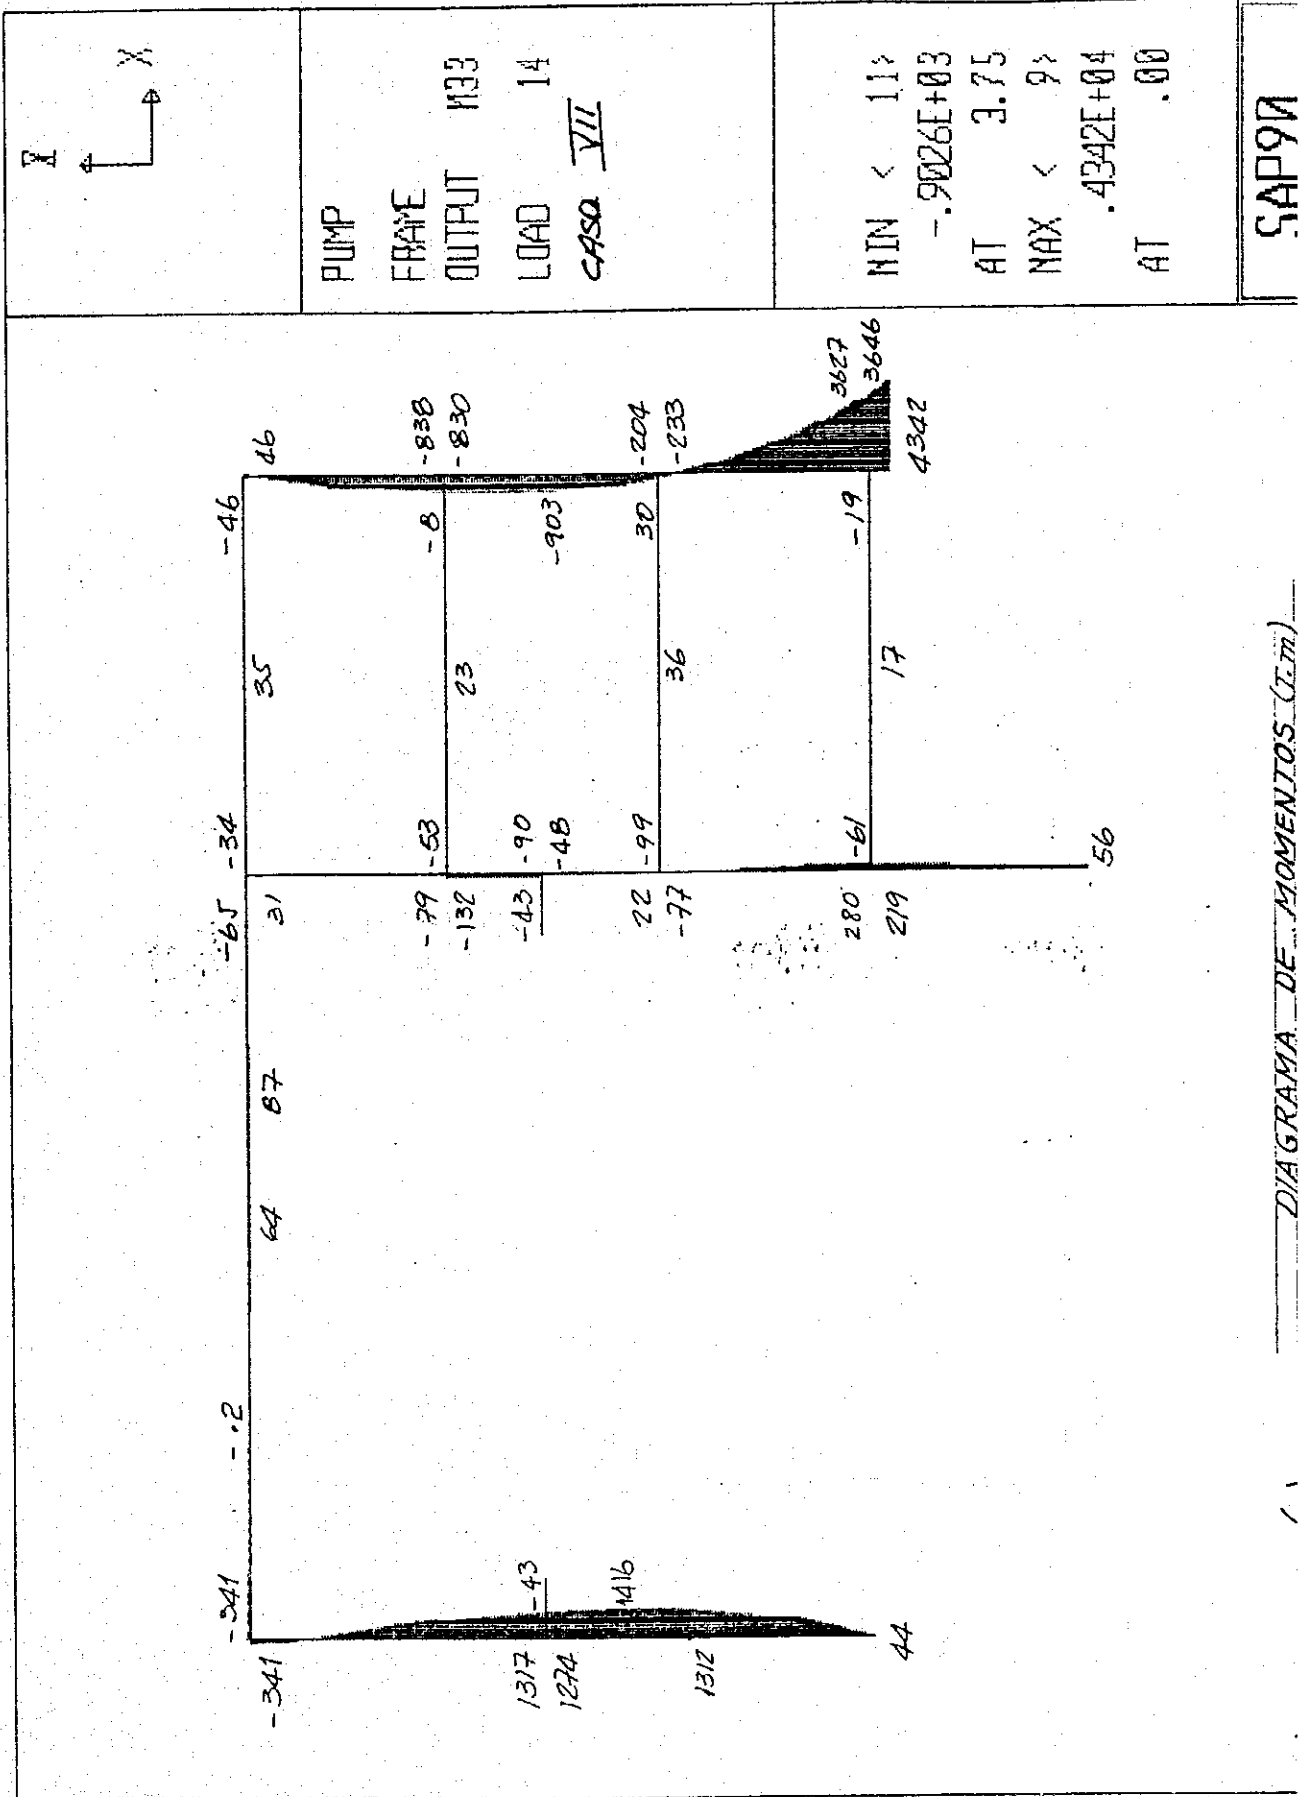 Z
X
PUMP
FRAME
OUTPUT M33
LOAD 14
CASO VII
MIN < 11>
-.9026E+03
AT 3.75
MAX < 9>
.4342E+04
AT .00
SAP90
-341 -.2 -65 -34 -46
-341 64 87 31 35 46
-79 -53 -8 -838
-132 23 -830
1317 -43 -43 -90
1274 -48 -903
22 -99 30 -204
1416 -77 36 -233
1312
3627
280 -61 -19 3646
219 17
44 4342
56
DIAGRAMA DE MOMENTOS (T.m)